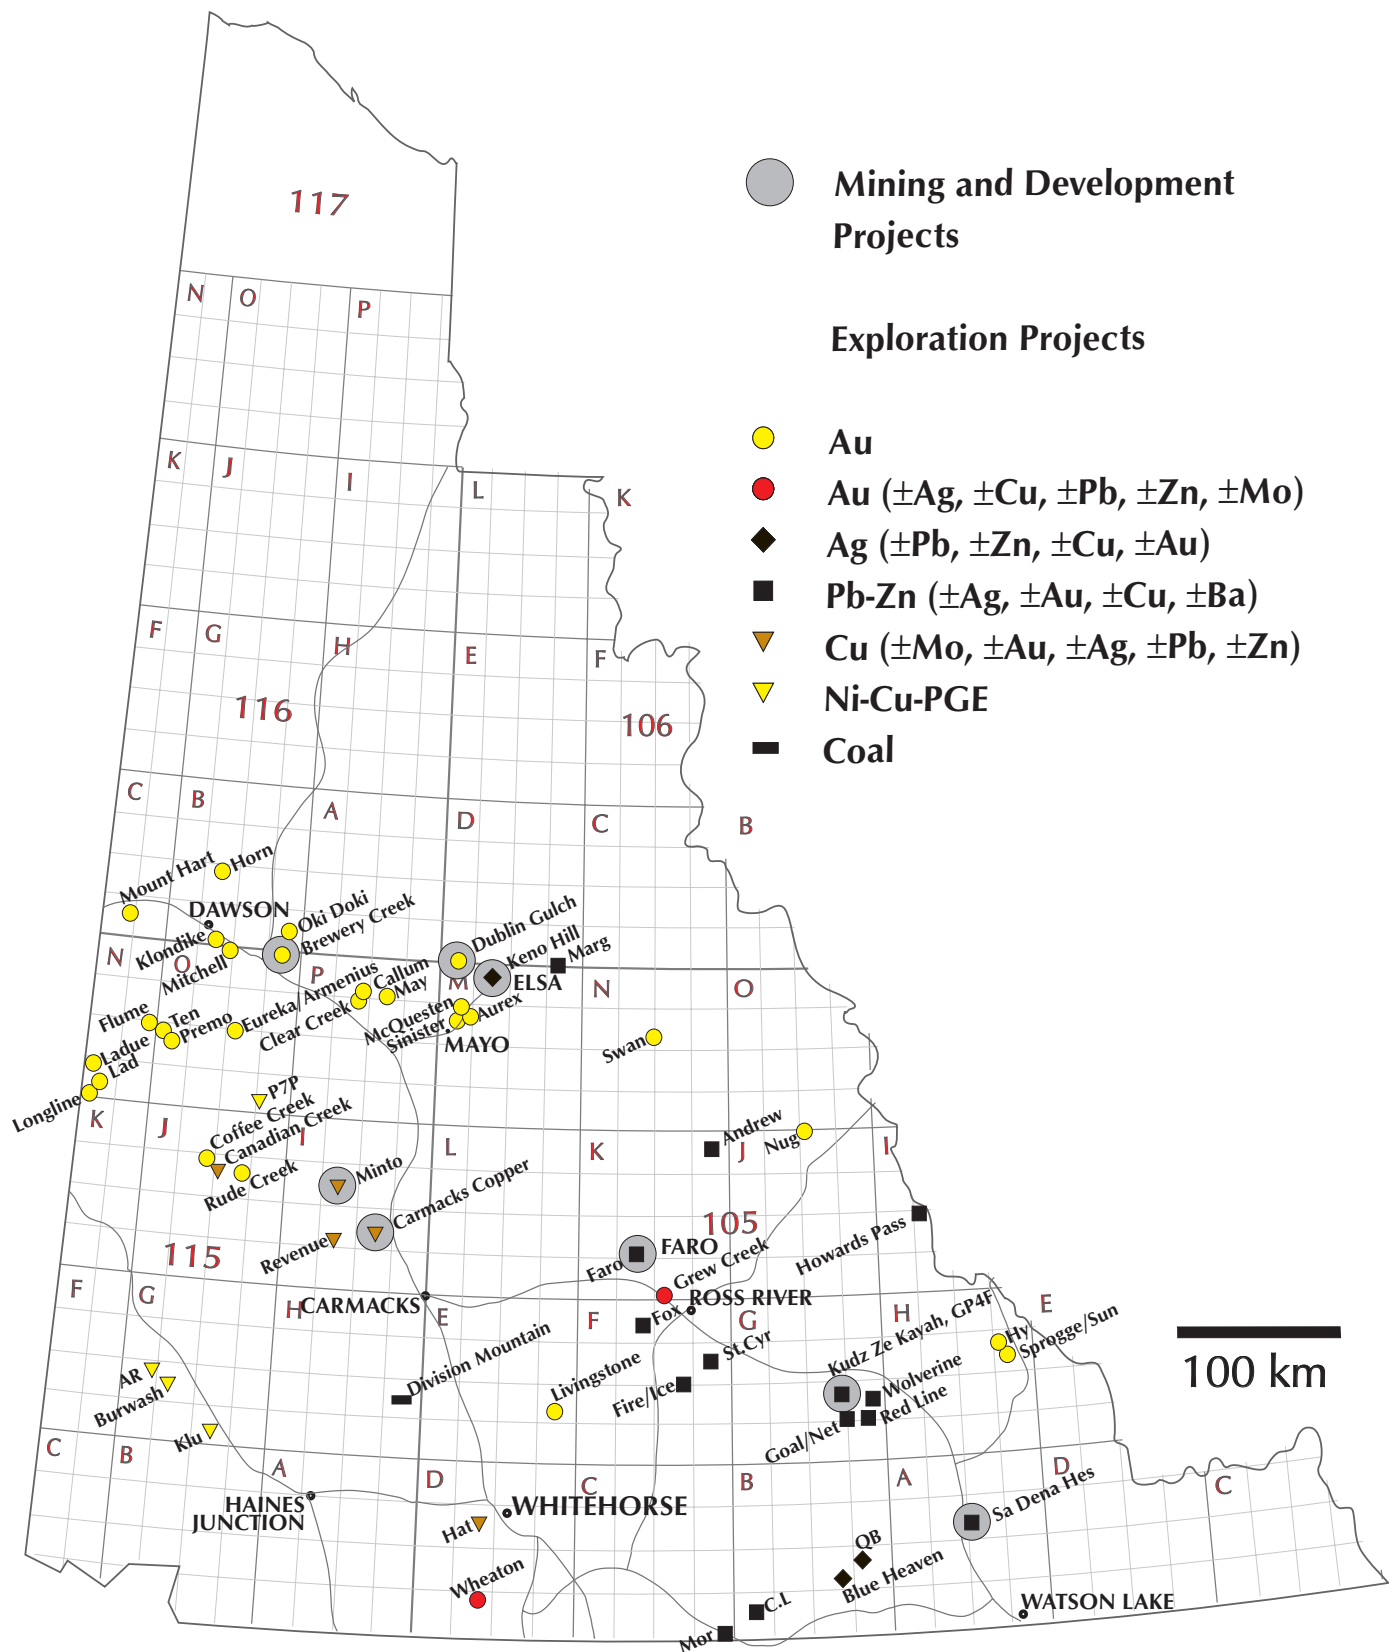 117
Mining and Development
Projects
Exploration Projects
Au
Au (±Ag, ±Cu, ±Pb, ±Zn, ±Mo)
Ag (±Pb, ±Zn, ±Cu, ±Au)
Pb-Zn (±Ag, ±Au, ±Cu, ±Ba)
Cu (±Mo, ±Au, ±Ag, ±Pb, ±Zn)
Ni-Cu-PGE
Coal
N
O
P
K
J
I
L
K
F
G
H
E
F
116
106
C
B
A
D
C
B
Mount Hart
Horn
DAWSON
Oki Doki
Brewery Creek
Dublin Gulch
Keno Hill
Marg
ELSA
Klondike
Mitchell
N
O
P
M
N
O
Callum
May
Eureka/Armenius
Clear Creek
McQuesten
Sinister
Aurex
MAYO
Flume
Ten
Premo
Ladue
Lad
Longline
Swan
P7P
Coffee Creek
Canadian Creek
Rude Creek
K
J
I
L
K
J
I
Andrew
Nug
Minto
Carmacks Copper
Revenue
115
105
Howards Pass
FARO
Faro
Grew Creek
ROSS RIVER
CARMACKS
F
G
H
E
F
G
H
E
Fox
St.Cyr
Fire/Ice
Livingstone
Division Mountain
Kudz Ze Kayah, GP4F
Wolverine
Red Line
Goal/Net
Hy
Sprogge/Sun
100 km
AR
Burwash
Klu
C
B
A
D
C
B
A
D
C
HAINES
JUNCTION
WHITEHORSE
Hat
Wheaton
Sa Dena Hes
QB
Blue Heaven
C.L
Mor
WATSON LAKE